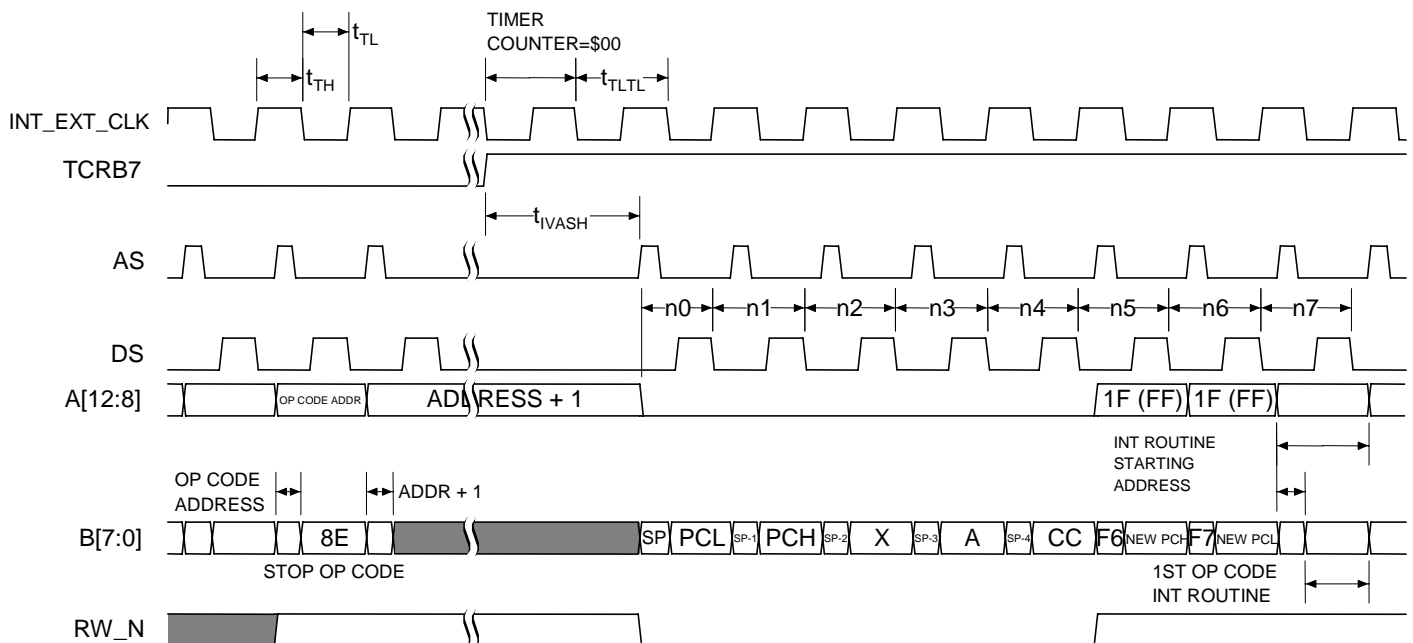 TIMER
COUNTER=$00
tTL
tTH
tTLTL
INT_EXT_CLK
TCRB7
tIVASH
AS
n0 n1 n2 n3 n4 n5 n6 n7
DS
A[12:8] OP CODE ADDR ADDRESS + 1 1F (FF) 1F (FF)
INT ROUTINE
STARTING
ADDRESS
OP CODE
ADDRESS
ADDR + 1
B[7:0] 8E SP PCL SP-1 PCH SP-2 X SP-3 A SP-4 CC F6 NEW PCH F7 NEW PCL
STOP OP CODE
1ST OP CODE
INT ROUTINE
RW_N